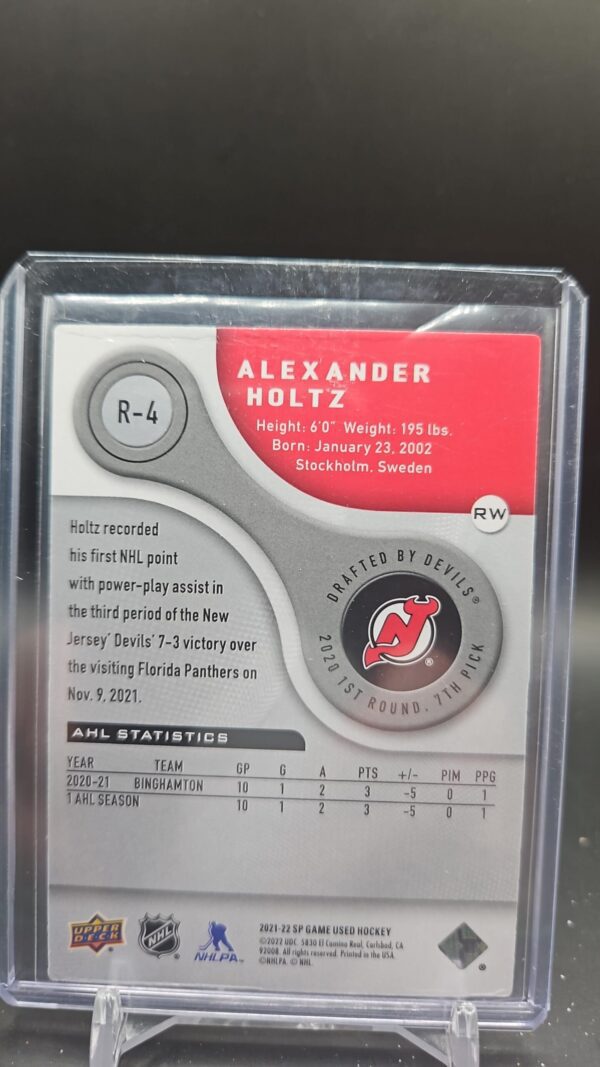 R-4
ALEXANDER
HOLTZ
Height: 6'0" Weight: 195 lbs.
Born: January 23, 2002
Stockholm, Sweden
RW
Holtz recorded
his first NHL point
with power-play assist in
the third period of the New
Jersey Devils' 7-3 victory over
the visiting Florida Panthers on
Nov. 9, 2021.
DRAFTED BY DEVILS®
2020 1ST ROUND, 7TH PICK
AHL STATISTICS
YEAR TEAM GP G A PTS +/- PIM PPG
2020-21 BINGHAMTON 10 1 2 3 -5 0 1
1 AHL SEASON 10 1 2 3 -5 0 1
UPPER DECK
NHL
NHLPA
2021-22 SP GAME USED HOCKEY
©2022 UDC. 5830 El Camino Real, Carlsbad, CA
92008. All rights reserved. Printed in the USA.
©NHLPA. © NHL.